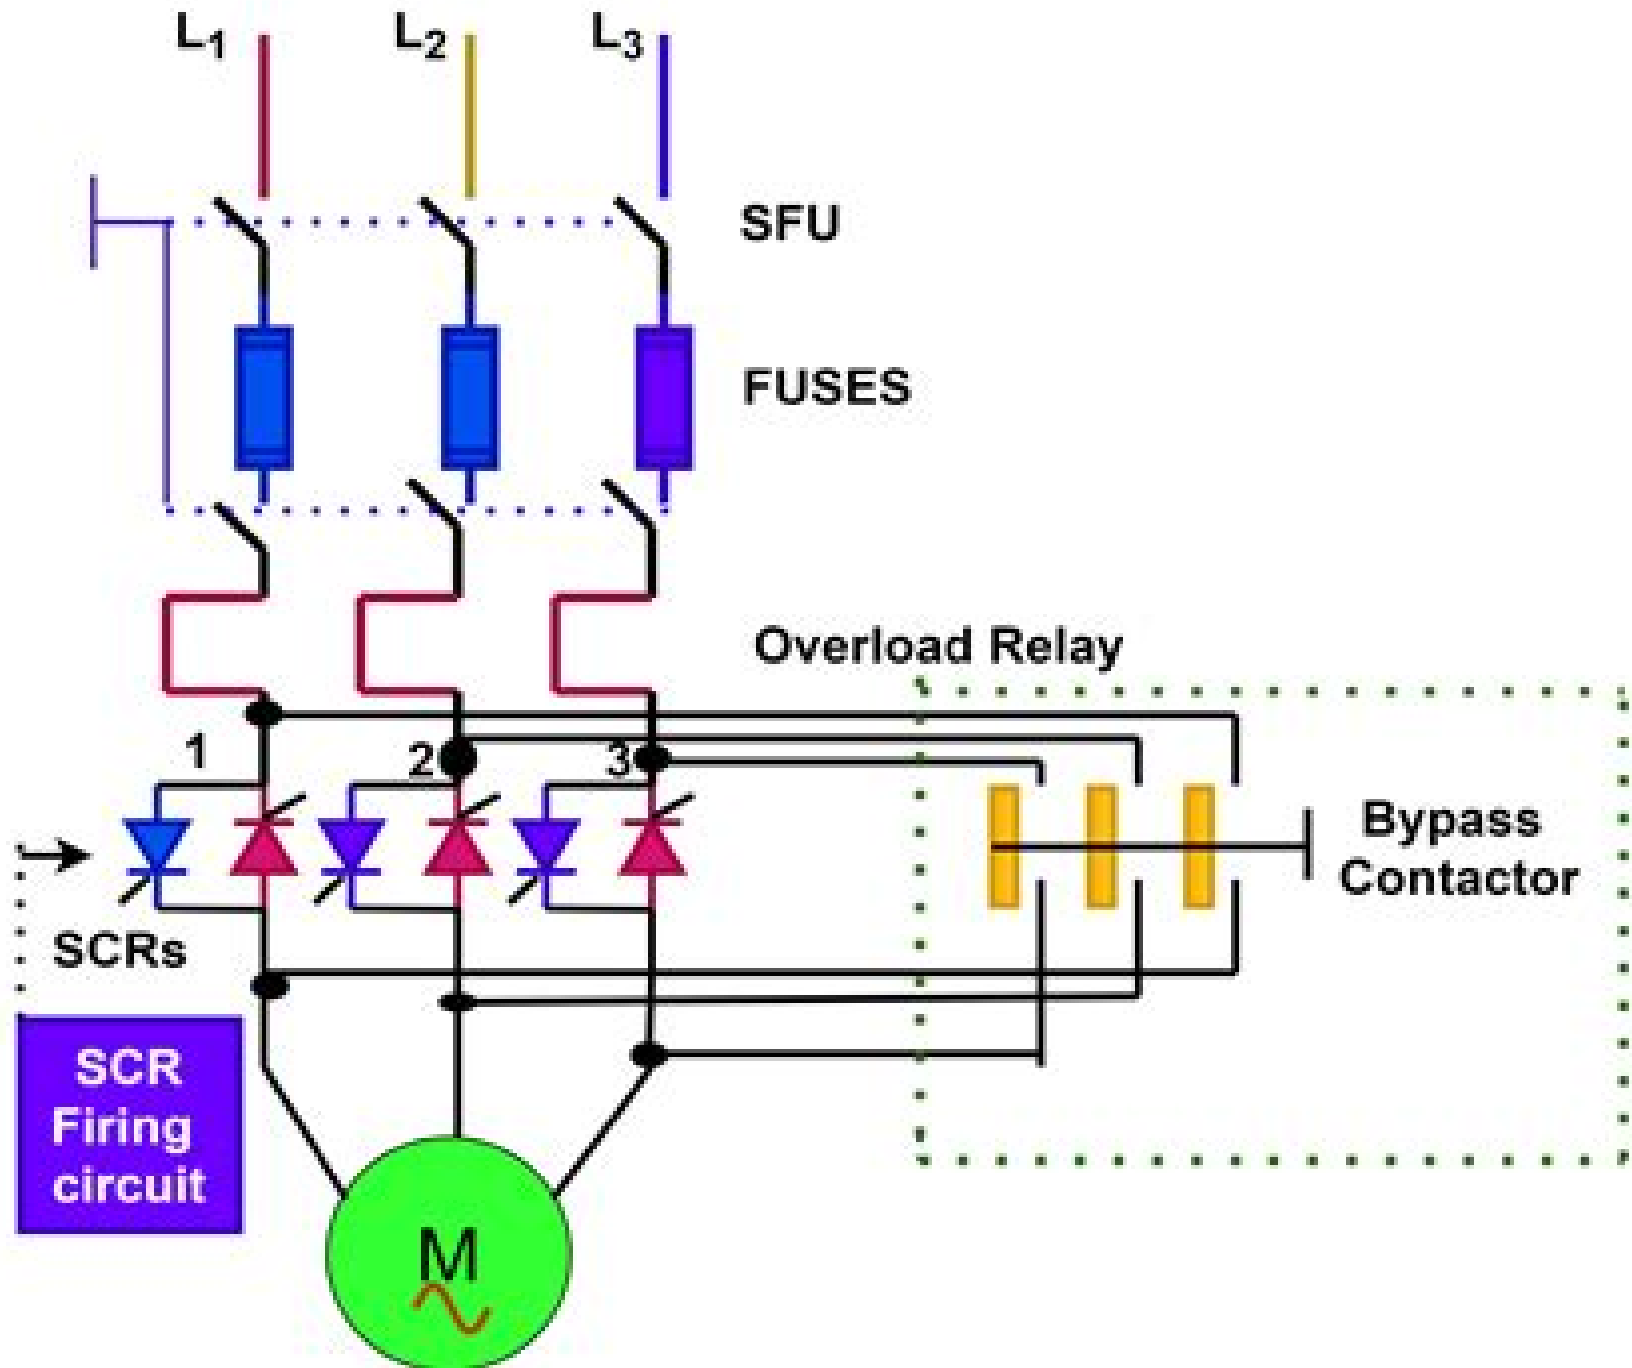 L₁ L₂ L₃
SFU
FUSES
Overload Relay
1 2 3
Bypass
Contactor
SCRs
SCR
Firing
circuit
M